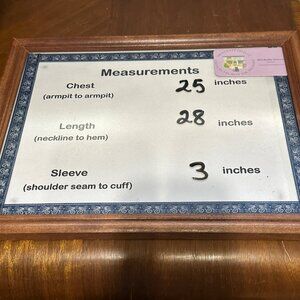 Measurements
Chest 25 inches
(armpit to armpit)
Length 28 inches
(neckline to hem)
Sleeve 3 inches
(shoulder seam to cuff)